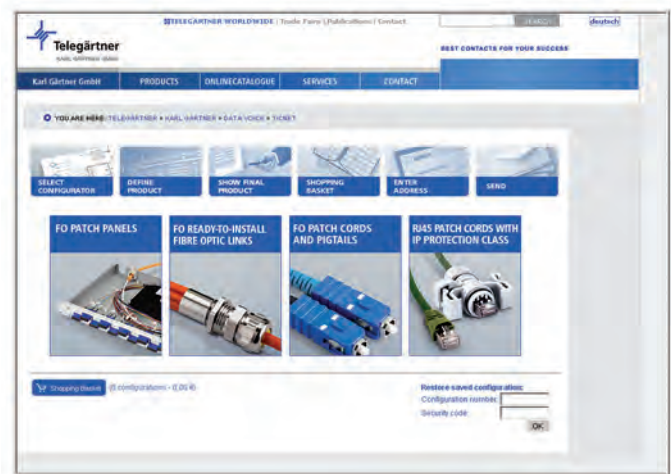 TELEGÄRTNER WORLDWIDE | Trade Fairs | Publications | Contact
SEARCH
deutsch
Telegärtner
KARL GÄRTNER GMBH
BEST CONTACTS FOR YOUR SUCCESS
Karl Gärtner GmbH PRODUCTS ONLINECATALOGUE SERVICES CONTACT
YOU ARE HERE: TELEGÄRTNER KARL GÄRTNER DATA VOICE TICNET
SELECT CONFIGURATOR
DEFINE PRODUCT
SHOW FINAL PRODUCT
SHOPPING BASKET
ENTER ADDRESS
SEND
FO PATCH PANELS
FO READY-TO-INSTALL
FIBRE OPTIC LINKS
FO PATCH CORDS
AND PIGTAILS
RJ45 PATCH CORDS WITH
IP PROTECTION CLASS
Shopping Basket (0 configurations - 0,00 €)
Restore saved configuration:
Configuration number:
Security code:
OK